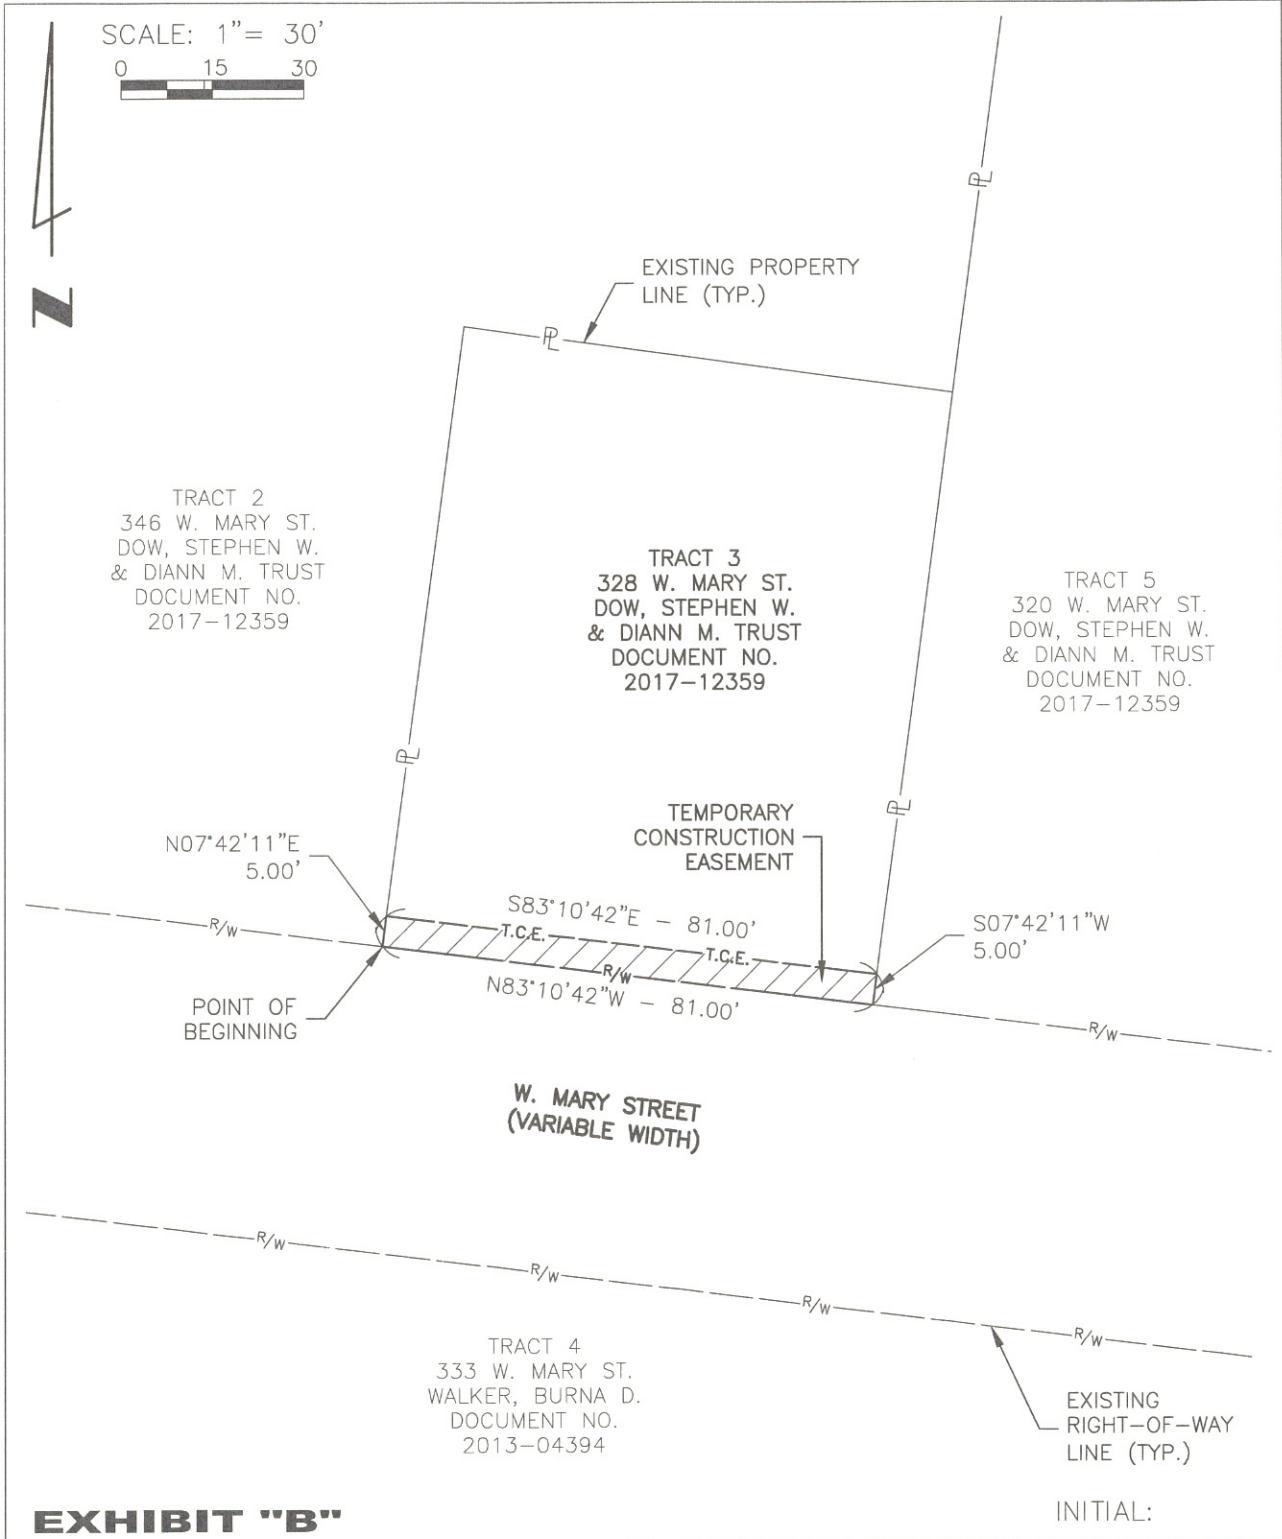 SCALE: 1"= 30'
0 15 30
N
EXISTING PROPERTY
LINE (TYP.)
PL
PL
TRACT 2
346 W. MARY ST.
DOW, STEPHEN W.
& DIANN M. TRUST
DOCUMENT NO.
2017-12359
TRACT 3
328 W. MARY ST.
DOW, STEPHEN W.
& DIANN M. TRUST
DOCUMENT NO.
2017-12359
TRACT 5
320 W. MARY ST.
DOW, STEPHEN W.
& DIANN M. TRUST
DOCUMENT NO.
2017-12359
PL
PL
TEMPORARY
CONSTRUCTION
EASEMENT
N07°42'11"E
5.00'
S83°10'42"E - 81.00'
S07°42'11"W
5.00'
R/W
T.C.E.
T.C.E.
R/W
N83°10'42"W - 81.00'
POINT OF
BEGINNING
R/W
W. MARY STREET
(VARIABLE WIDTH)
R/W
R/W
R/W
R/W
TRACT 4
333 W. MARY ST.
WALKER, BURNA D.
DOCUMENT NO.
2013-04394
EXISTING
RIGHT-OF-WAY
LINE (TYP.)
EXHIBIT "B"
INITIAL: